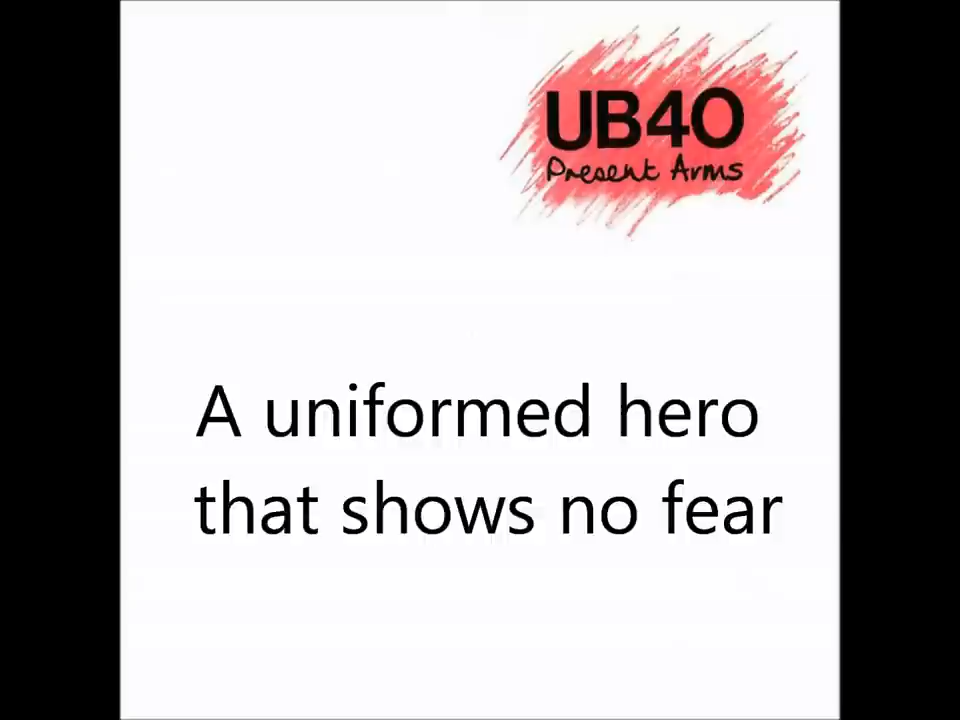 UB40
Present Arms
A uniformed hero
that shows no fear